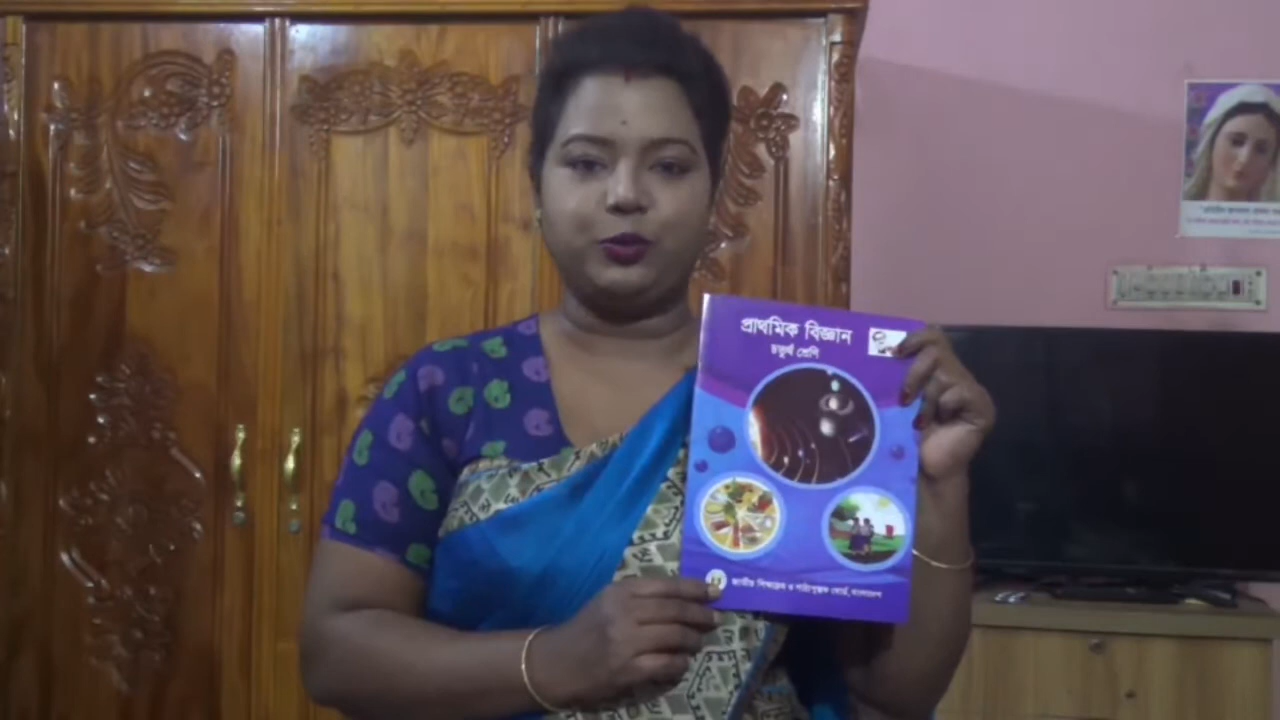 প্রাথমিক বিজ্ঞান
চতুর্থ শ্রেণি
জাতীয় শিক্ষাক্রম ও পাঠ্যপুস্তক বোর্ড, বাংলাদেশ